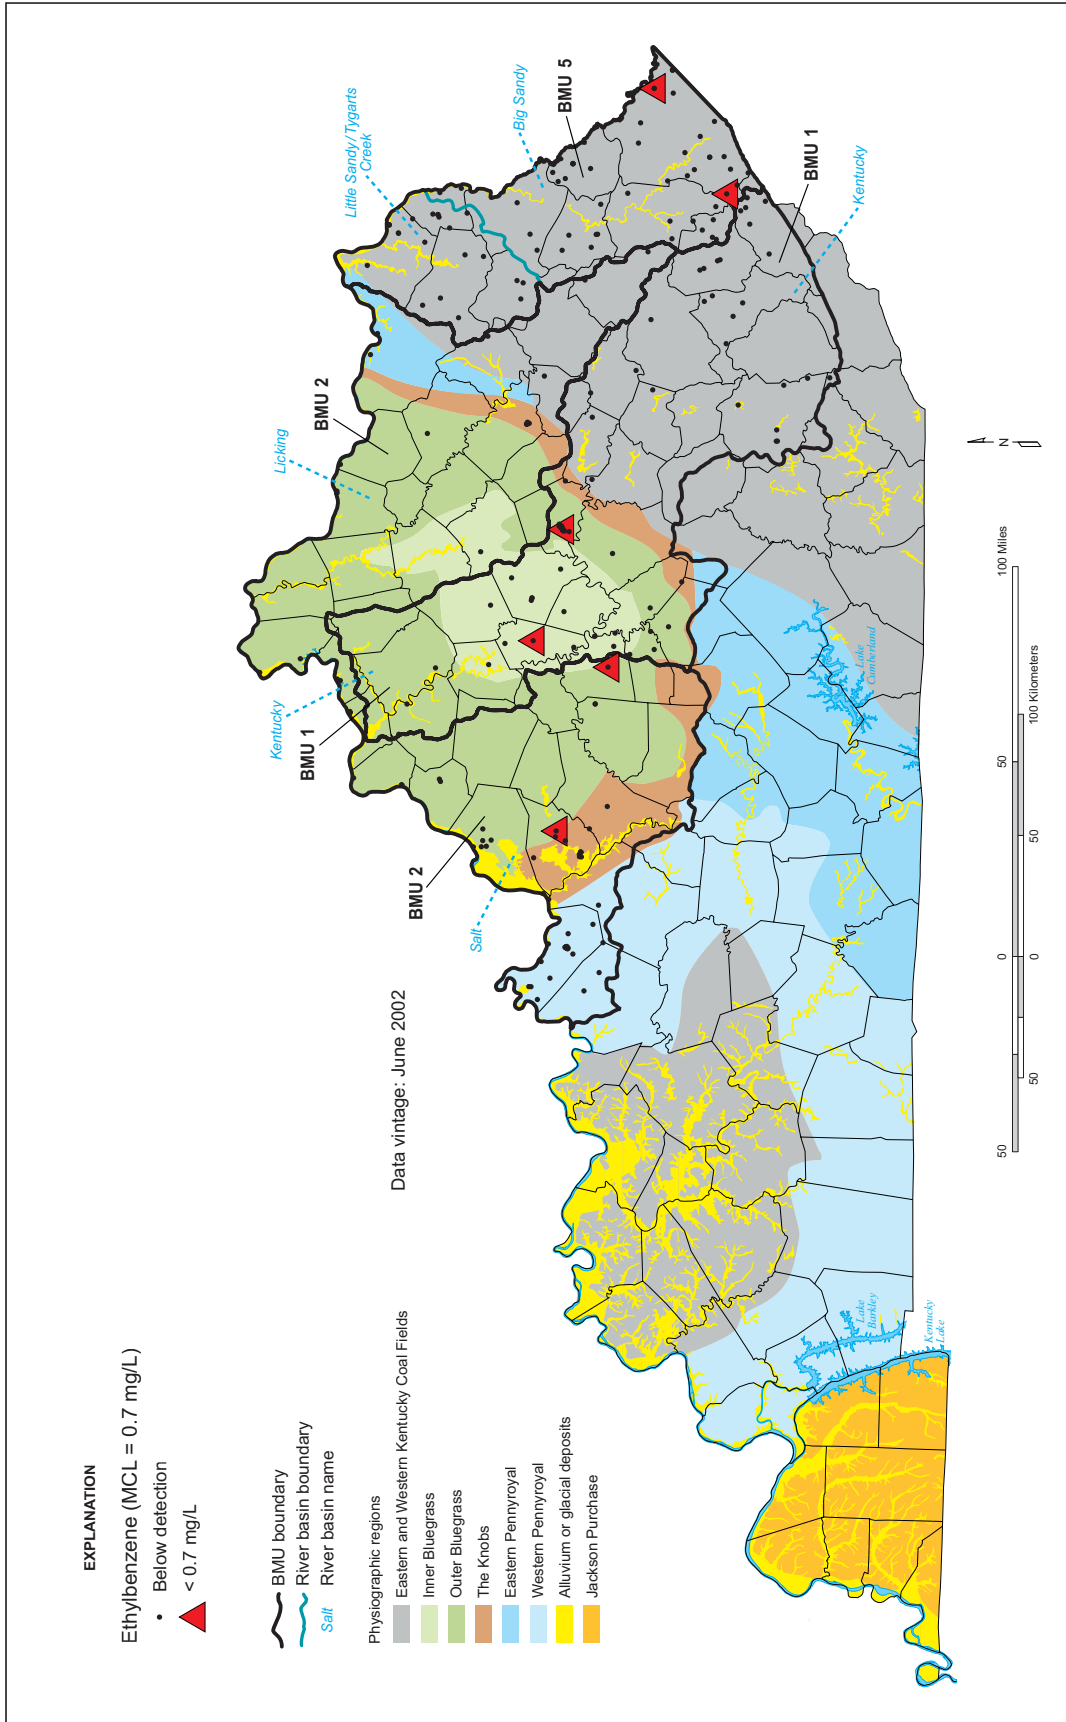 EXPLANATION
Ethylbenzene (MCL = 0.7 mg/L)
Below detection
< 0.7 mg/L
BMU boundary
River basin boundary
Salt River basin name
Physiographic regions
Eastern and Western Kentucky Coal Fields
Inner Bluegrass
Outer Bluegrass
The Knobs
Eastern Pennyroyal
Western Pennyroyal
Alluvium or glacial deposits
Jackson Purchase
Data vintage: June 2002
Salt
BMU 2
Kentucky
BMU 1
Licking
BMU 2
Little Sandy/Tygarts
Creek
Big Sandy
BMU 5
BMU 1
Kentucky
Lake
Barkley
Kentucky
Lake
Lake
Cumberland
N
50 0 50 100 Miles
50 0 50 100 Kilometers